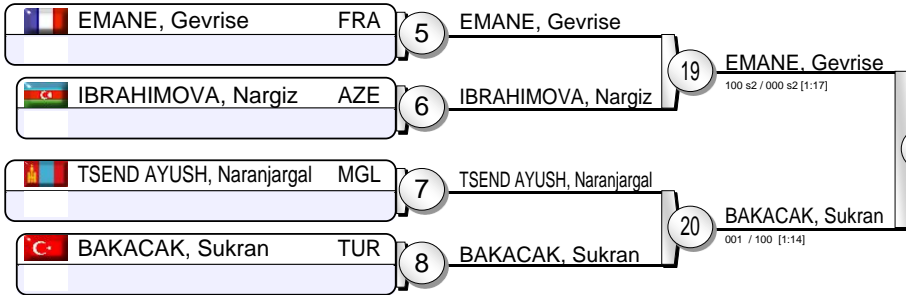 EMANE, Gevrise FRA
5
EMANE, Gevrise
IBRAHIMOVA, Nargiz AZE
6
IBRAHIMOVA, Nargiz
19
EMANE, Gevrise
100 s2 / 000 s2 [1:17]
TSEND AYUSH, Naranjargal MGL
7
TSEND AYUSH, Naranjargal
BAKACAK, Sukran TUR
8
BAKACAK, Sukran
20
BAKACAK, Sukran
001 / 100 [1:14]